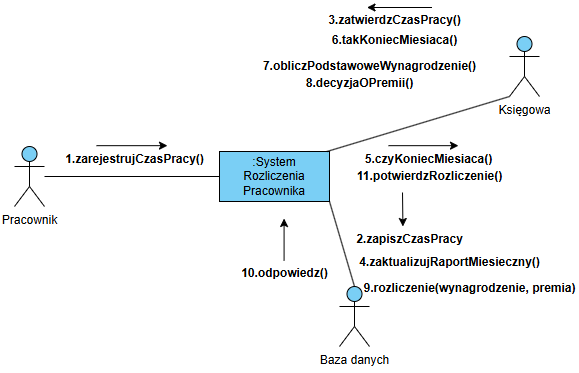 3.zatwierdzCzasPracy()
6.takKoniecMiesiaca()
7.obliczPodstawoweWynagrodzenie()
8.decyzjaOPremii()
Księgowa
1.zarejestrujCzasPracy()
:System
Rozliczenia
Pracownika
5.czyKoniecMiesiaca()
11.potwierdzRozliczenie()
Pracownik
2.zapiszCzasPracy
4.zaktualizujRaportMiesieczny()
10.odpowiedz()
9.rozliczenie(wynagrodzenie, premia)
Baza danych